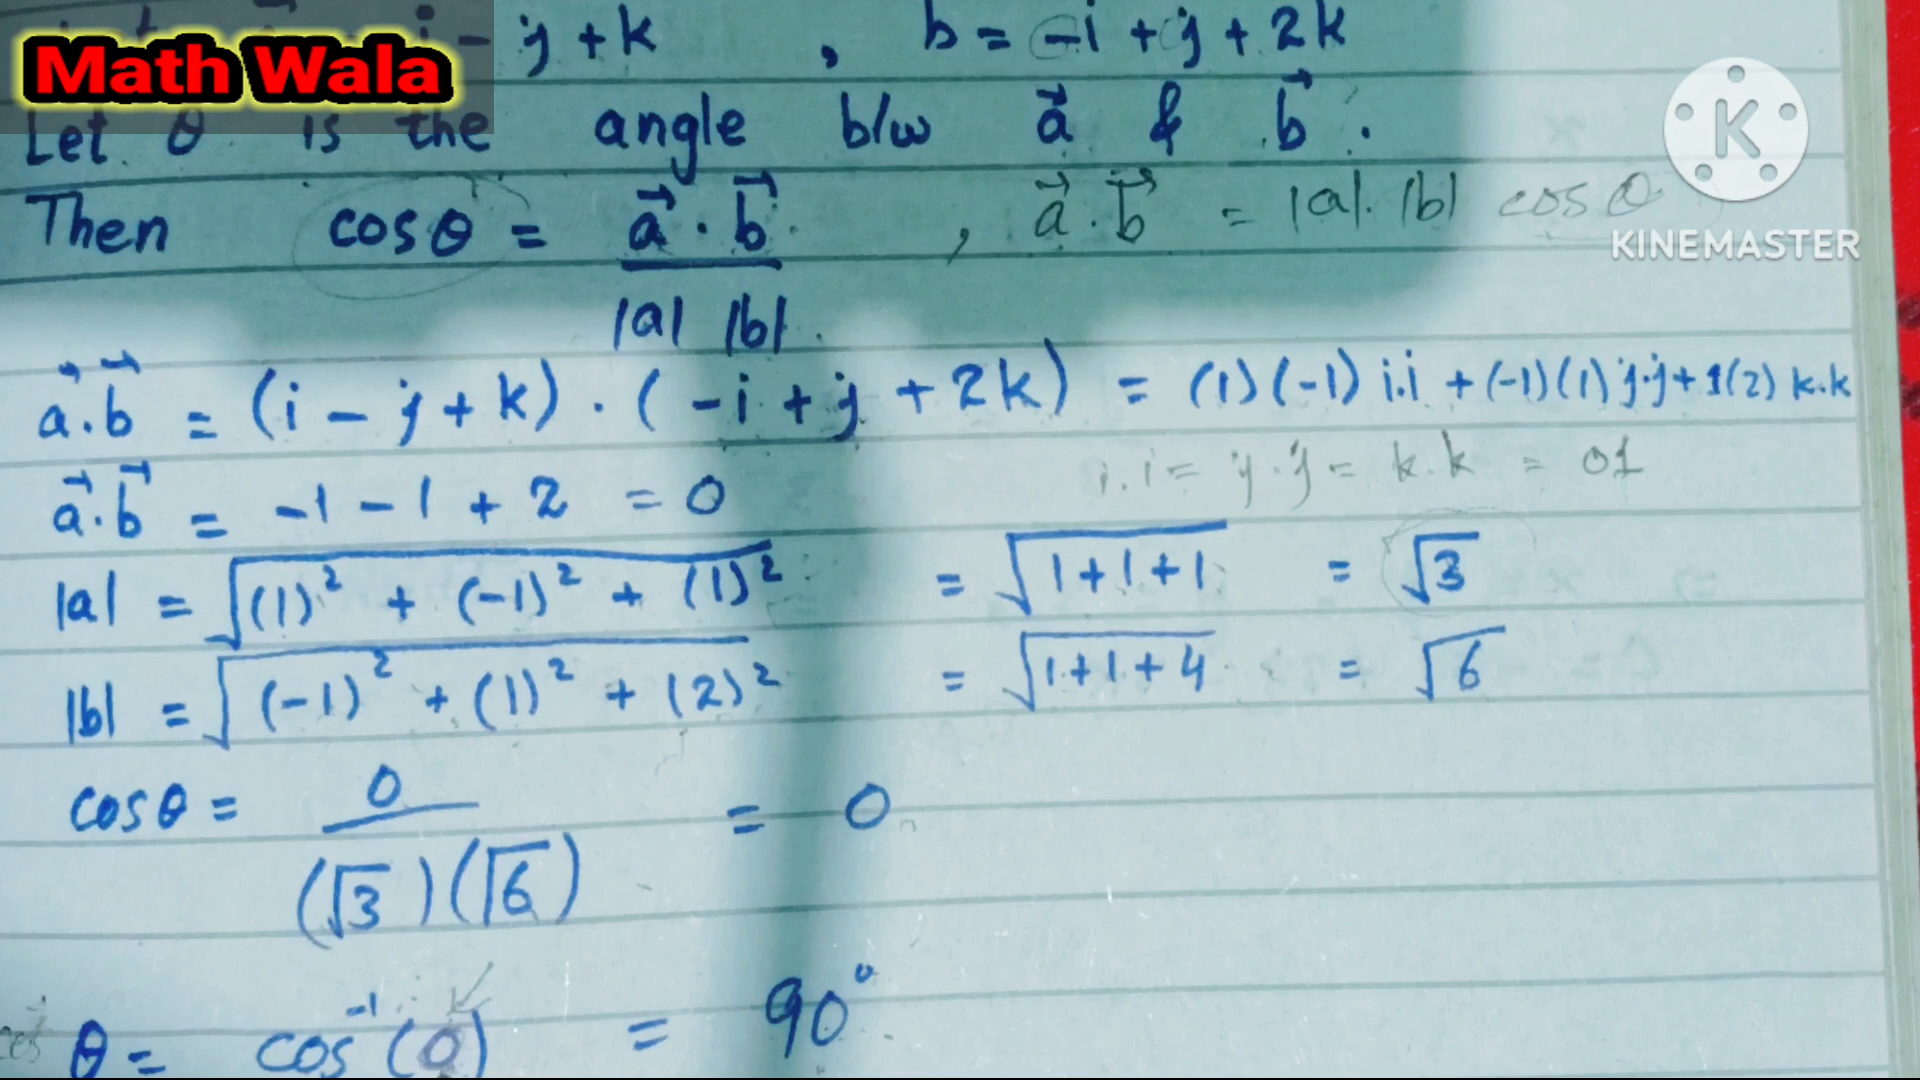 i - j + k , b = -i + j + 2k
Math Wala
Let θ is the angle b/w a⃗ & b⃗ .
K
KINEMASTER
Then cosθ = a⃗ . b⃗ / |a| |b| , a⃗ . b⃗ = |a|. |b| cosθ
a⃗.b⃗ = (i - j + k) . (-i + j + 2k) = (1)(-1) i.i + (-1)(1) j.j + 1(2) k.k
i.i = j.j = k.k = 01
a⃗.b⃗ = -1 - 1 + 2 = 0
|a| = √(1)² + (-1)² + (1)² = √1+1+1 = √3
|b| = √(-1)² + (1)² + (2)² = √1+1+4 = √6
cosθ = 0 / (√3)(√6) = 0
θ = cos⁻¹(0) = 90°